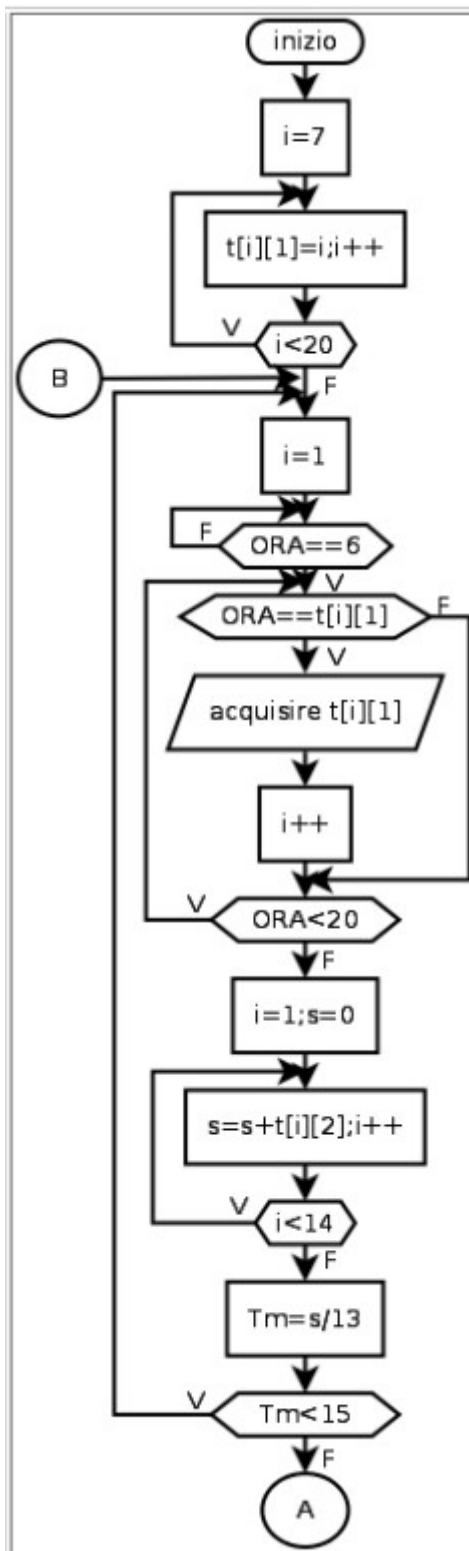 inizio
i=7
t[i][1]=i;i++
V
i<20
B
F
i=1
F
ORA==6
V
ORA==t[i][1]
F
V
acquisire t[i][1]
i++
V
ORA<20
F
i=1;s=0
s=s+t[i][2];i++
V
i<14
F
Tm=s/13
V
Tm<15
F
A